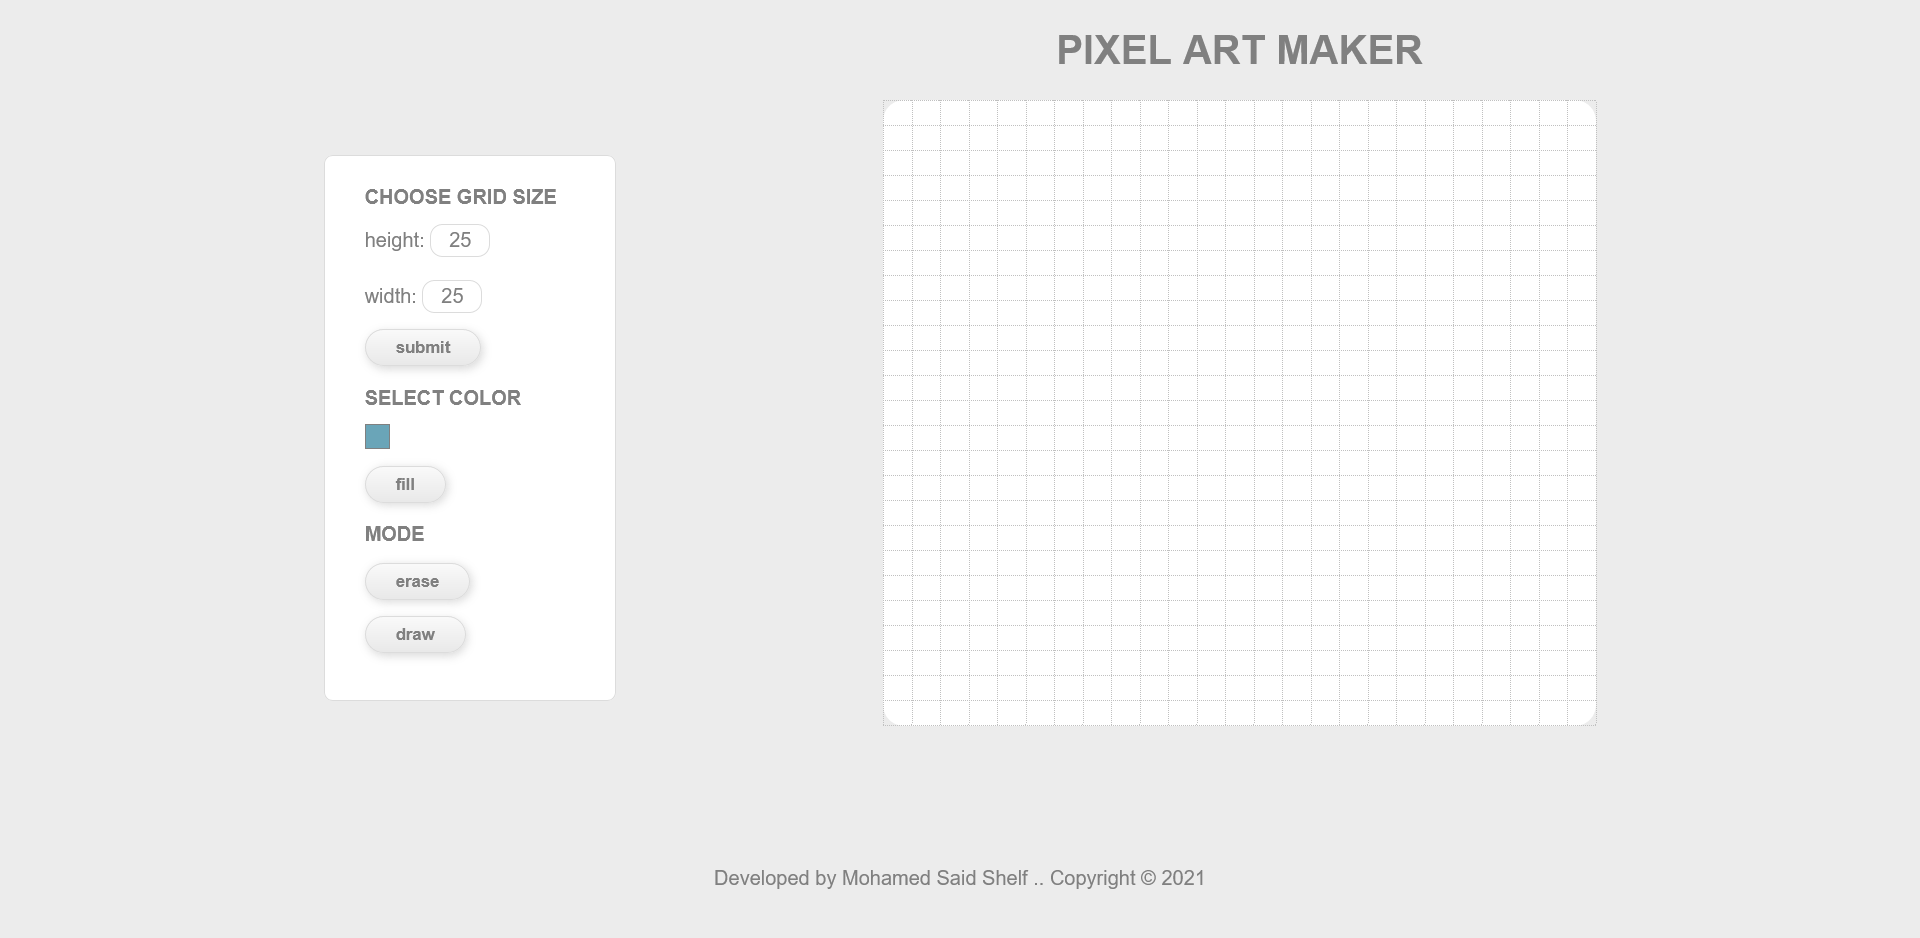 PIXEL ART MAKER
CHOOSE GRID SIZE
height: 25
width: 25
submit
SELECT COLOR
fill
MODE
erase
draw
Developed by Mohamed Said Shelf .. Copyright © 2021